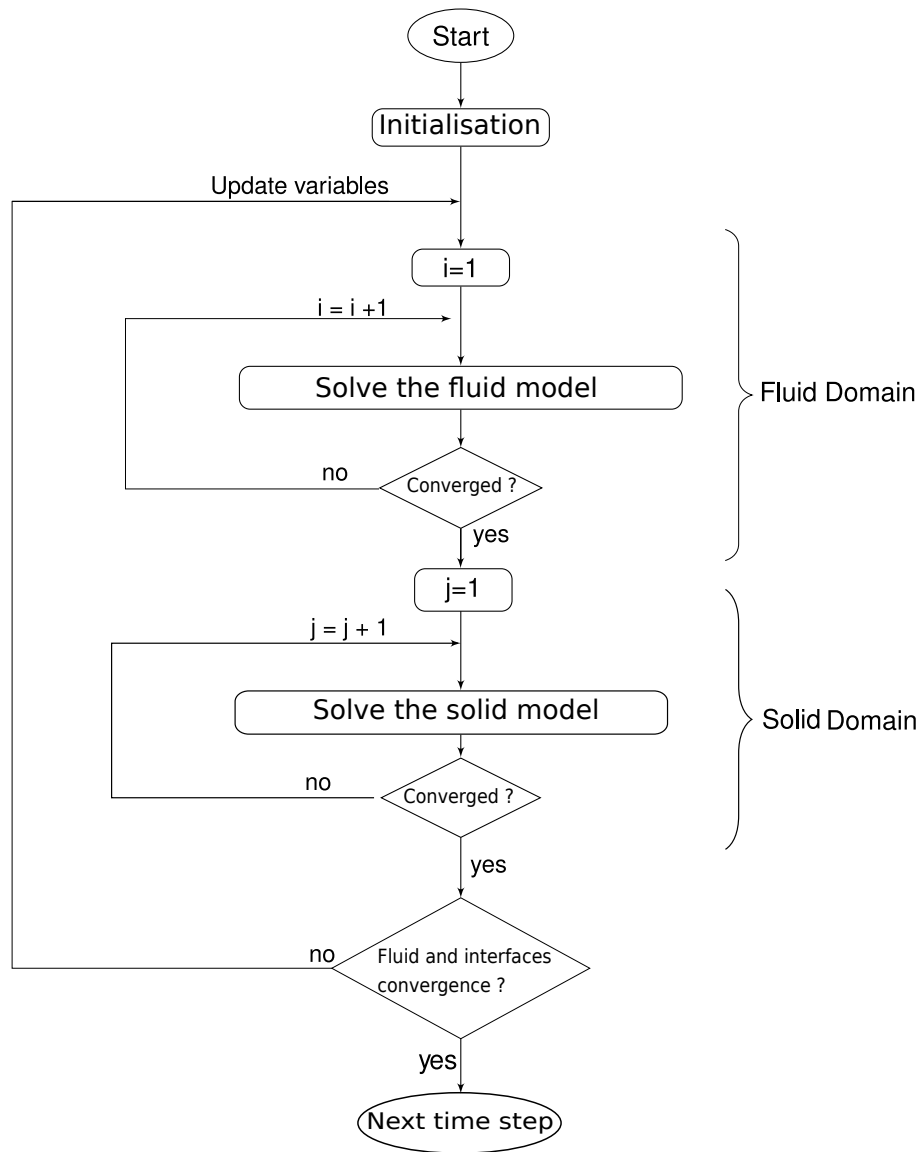 Start
Initialisation
Update variables
i=1
i = i +1
Solve the fluid model
Fluid Domain
no
Converged ?
yes
j=1
j = j + 1
Solve the solid model
Solid Domain
no
Converged ?
yes
no
Fluid and interfaces
convergence ?
yes
Next time step